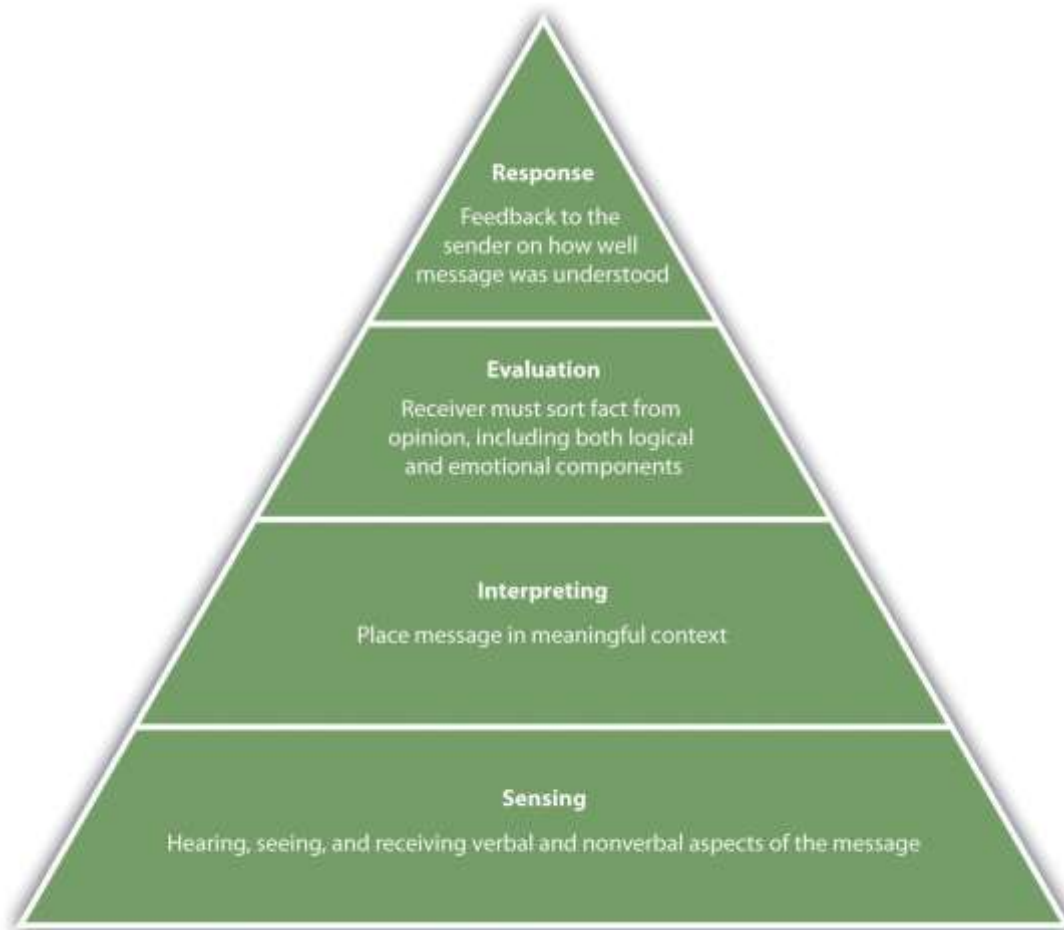 Response
Feedback to the
sender on how well
message was understood
Evaluation
Receiver must sort fact from
opinion, including both logical
and emotional components
Interpreting
Place message in meaningful context
Sensing
Hearing, seeing, and receiving verbal and nonverbal aspects of the message